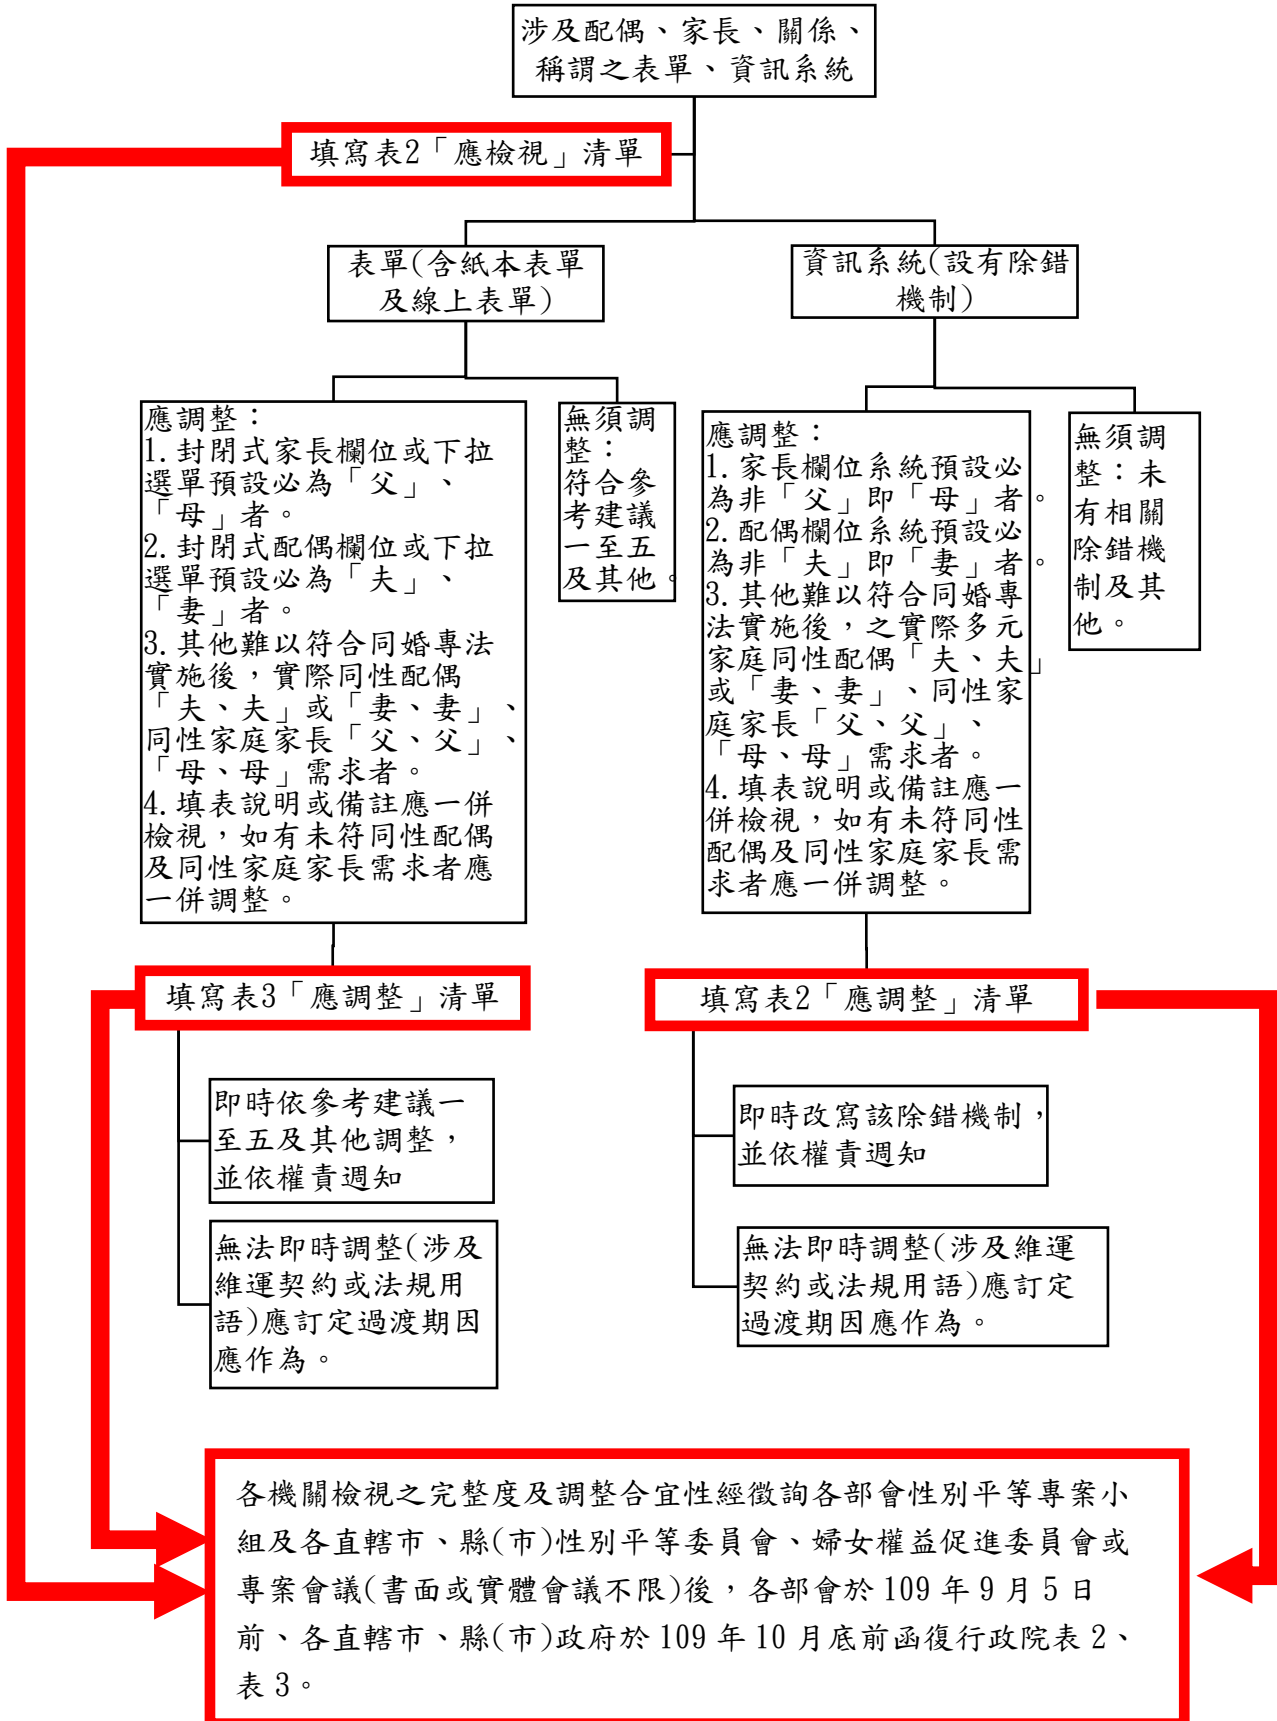 涉及配偶、家長、關係、
稱謂之表單、資訊系統
填寫表2「應檢視」清單
表單(含紙本表單
及線上表單)
資訊系統(設有除錯
機制)
應調整：
1.封閉式家長欄位或下拉
選單預設必為「父」、
「母」者。
2.封閉式配偶欄位或下拉
選單預設必為「夫」、
「妻」者。
3.其他難以符合同婚專法
實施後，實際同性配偶
「夫、夫」或「妻、妻」、
同性家庭家長「父、父」、
「母、母」需求者。
4.填表說明或備註應一併
檢視，如有未符同性配偶
及同性家庭家長需求者應
一併調整。
無須調
整：
符合參
考建議
一至五
及其他。
應調整：
1.家長欄位系統預設必
為非「父」即「母」者。
2.配偶欄位系統預設必
為非「夫」即「妻」者。
3.其他難以符合同婚專
法實施後，之實際多元
家庭同性配偶「夫、夫」
或「妻、妻」、同性家
庭家長「父、父」、
「母、母」需求者。
4.填表說明或備註應一
併檢視，如有未符同性
配偶及同性家庭家長需
求者應一併調整。
無須調
整：未
有相關
除錯機
制及其
他。
填寫表3「應調整」清單
填寫表2「應調整」清單
即時依參考建議一
至五及其他調整，
並依權責週知
無法即時調整(涉及
維運契約或法規用
語)應訂定過渡期因
應作為。
即時改寫該除錯機制，
並依權責週知
無法即時調整(涉及維運
契約或法規用語)應訂定
過渡期因應作為。
各機關檢視之完整度及調整合宜性經徵詢各部會性別平等專案小
組及各直轄市、縣(市)性別平等委員會、婦女權益促進委員會或
專案會議(書面或實體會議不限)後，各部會於 109 年 9 月 5 日
前、各直轄市、縣(市)政府於 109 年 10 月底前函復行政院表 2、
表 3。